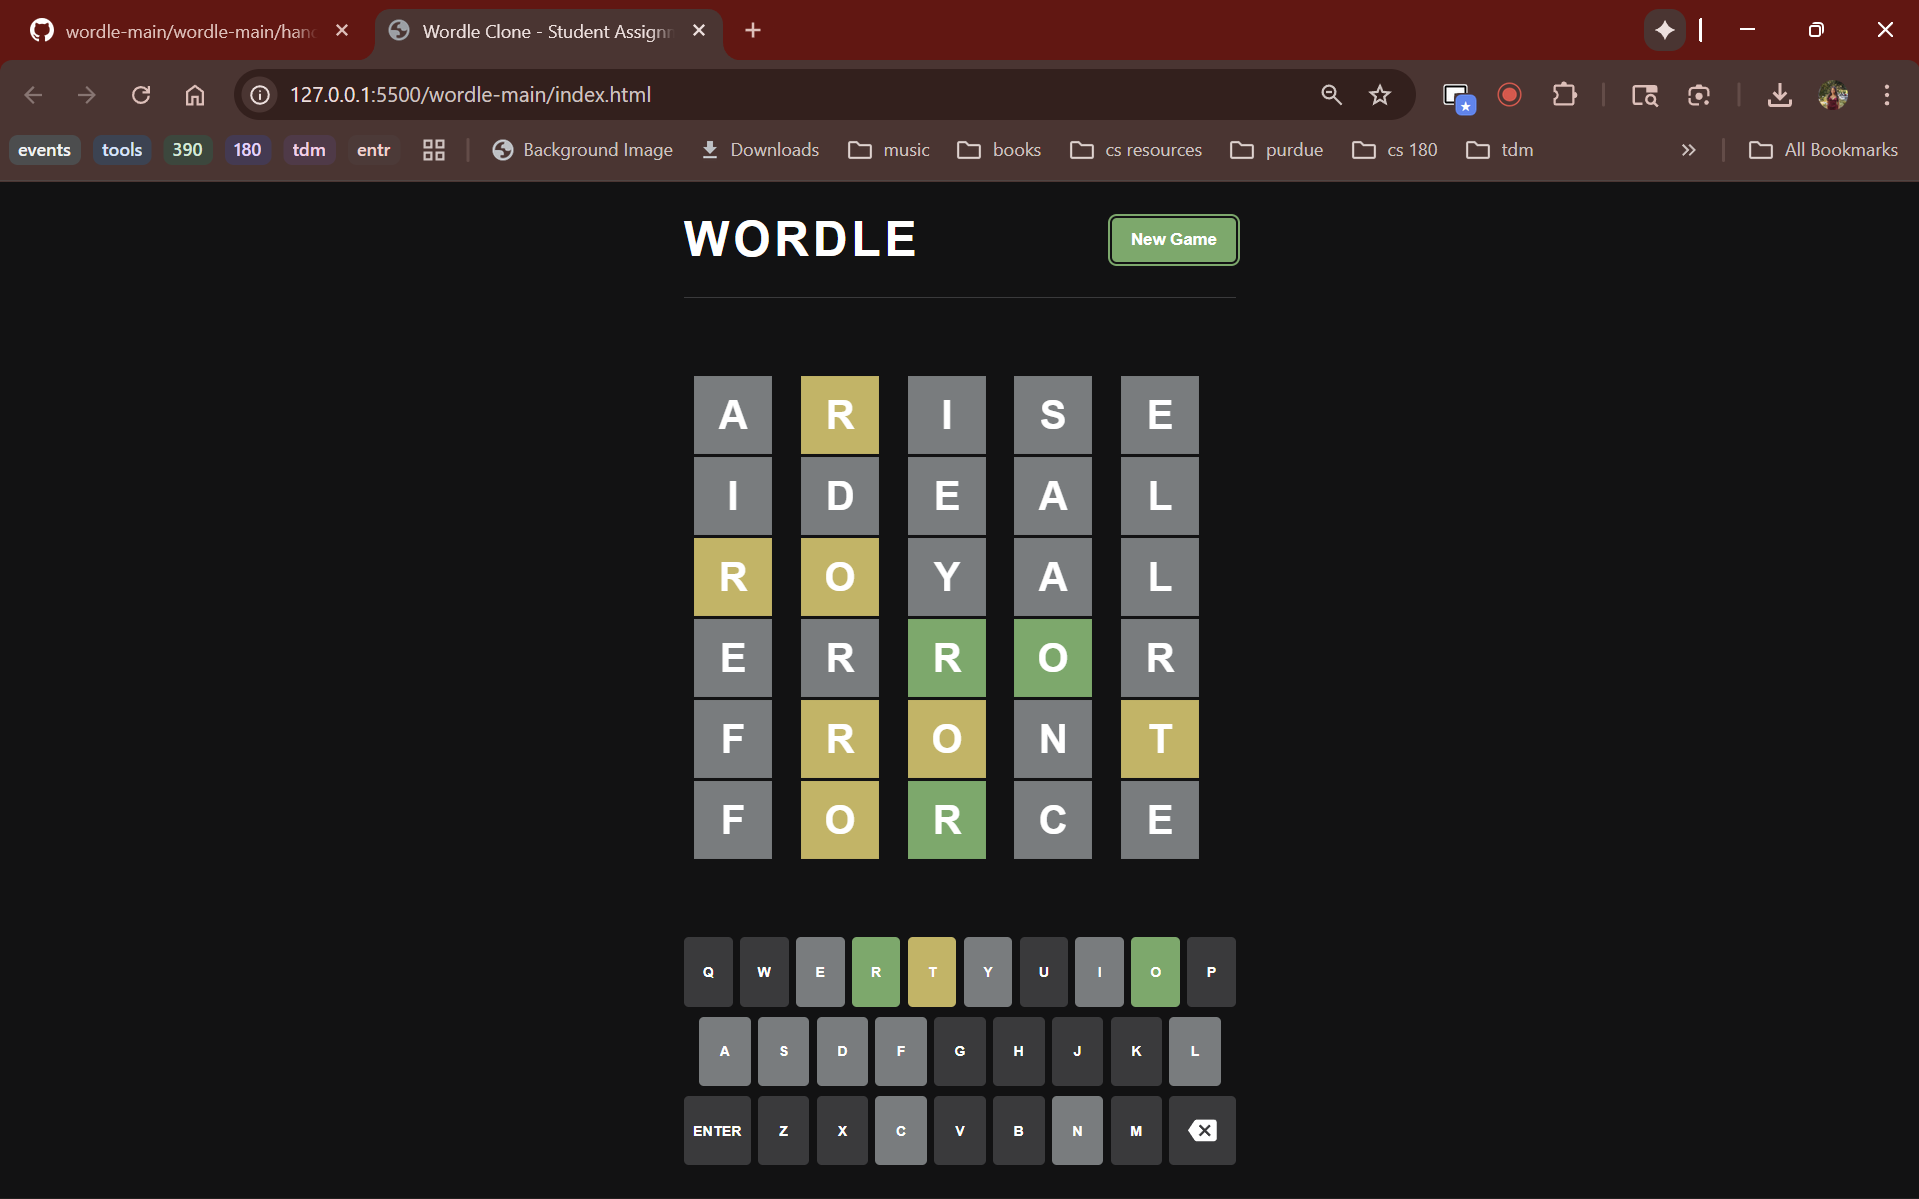 wordle-main/wordle-main/han
Wordle Clone - Student Assign
127.0.0.1:5500/wordle-main/index.html
events tools 390 180 tdm entr Background Image Downloads music books cs resources purdue cs 180 tdm All Bookmarks
WORDLE New Game
A R I S E
I D E A L
R O Y A L
E R R O R
F R O N T
F O R C E
Q W E R T Y U I O P
A S D F G H J K L
ENTER Z X C V B N M